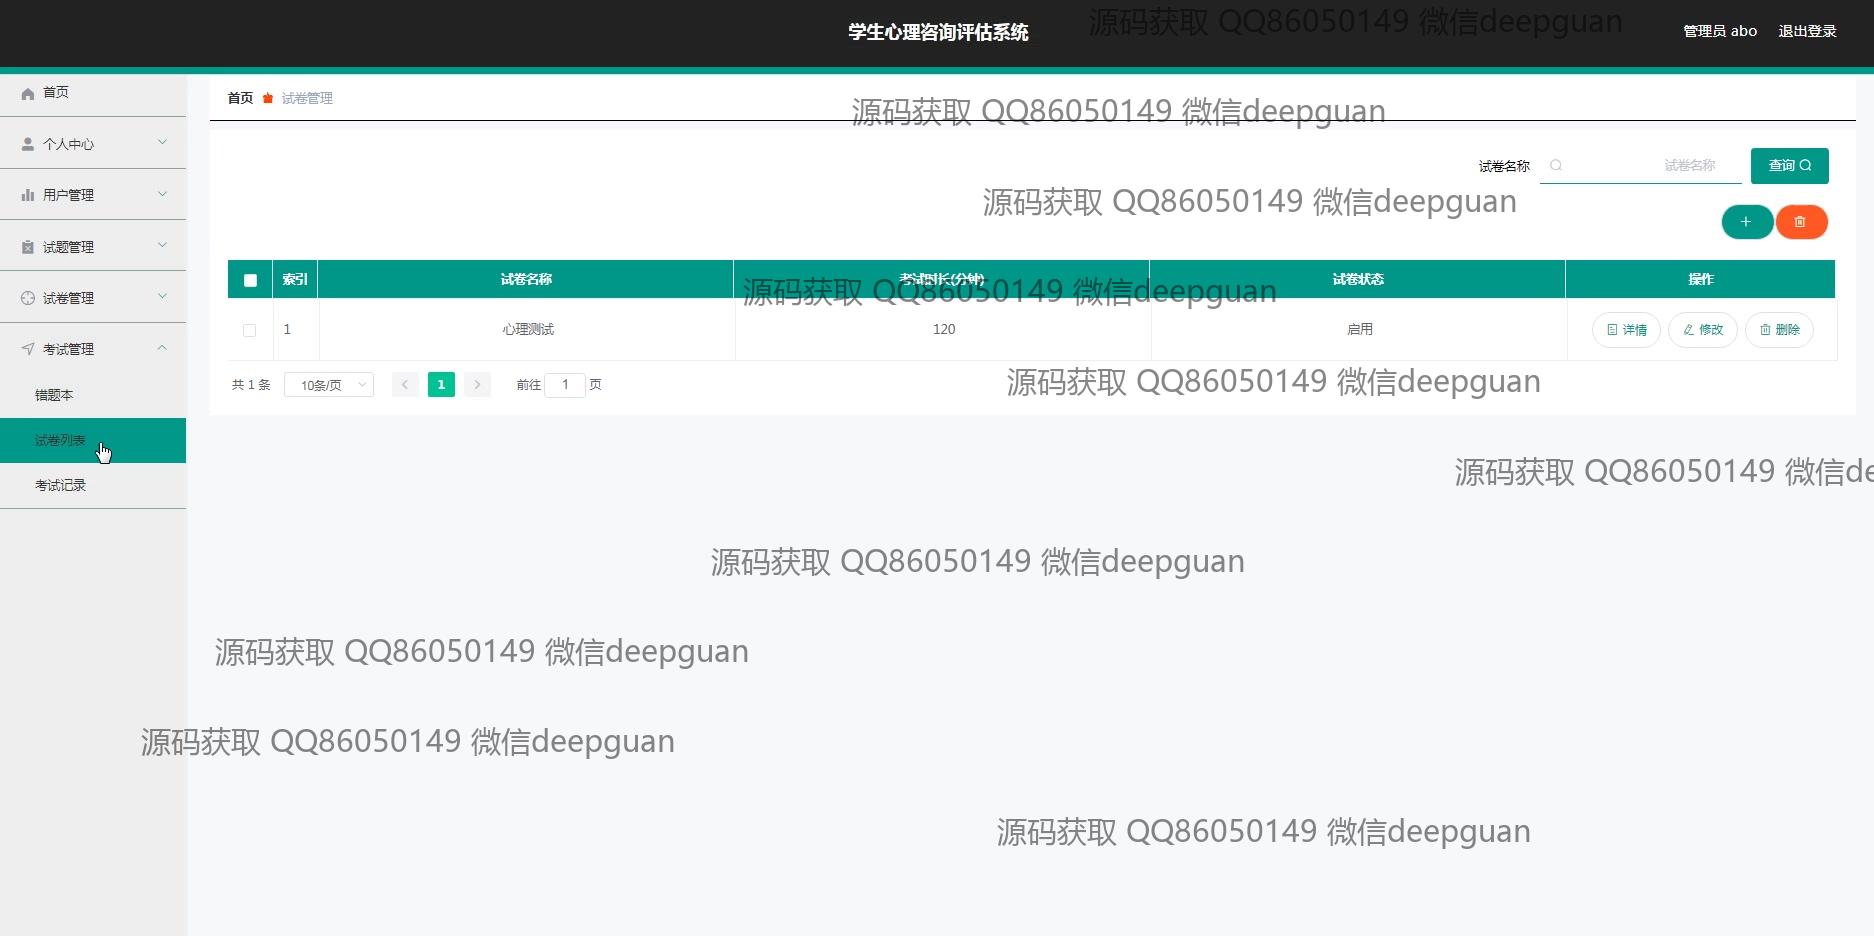 学生心理咨询评估系统
源码获取 QQ86050149 微信deepguan
管理员 abo
退出登录
首页
个人中心
用户管理
试题管理
试卷管理
考试管理
错题本
试卷列表
考试记录
首页 试卷管理
源码获取 QQ86050149 微信deepguan
试卷名称 试卷名称 查询
源码获取 QQ86050149 微信deepguan
索引 试卷名称 考试时长(分钟) 试卷状态 操作
源码获取 QQ86050149 微信deepguan
1 心理测试 120 启用 详情 修改 删除
共 1 条 10条/页 1 前往 1 页
源码获取 QQ86050149 微信deepguan
源码获取 QQ86050149 微信de
源码获取 QQ86050149 微信deepguan
源码获取 QQ86050149 微信deepguan
源码获取 QQ86050149 微信deepguan
源码获取 QQ86050149 微信deepguan